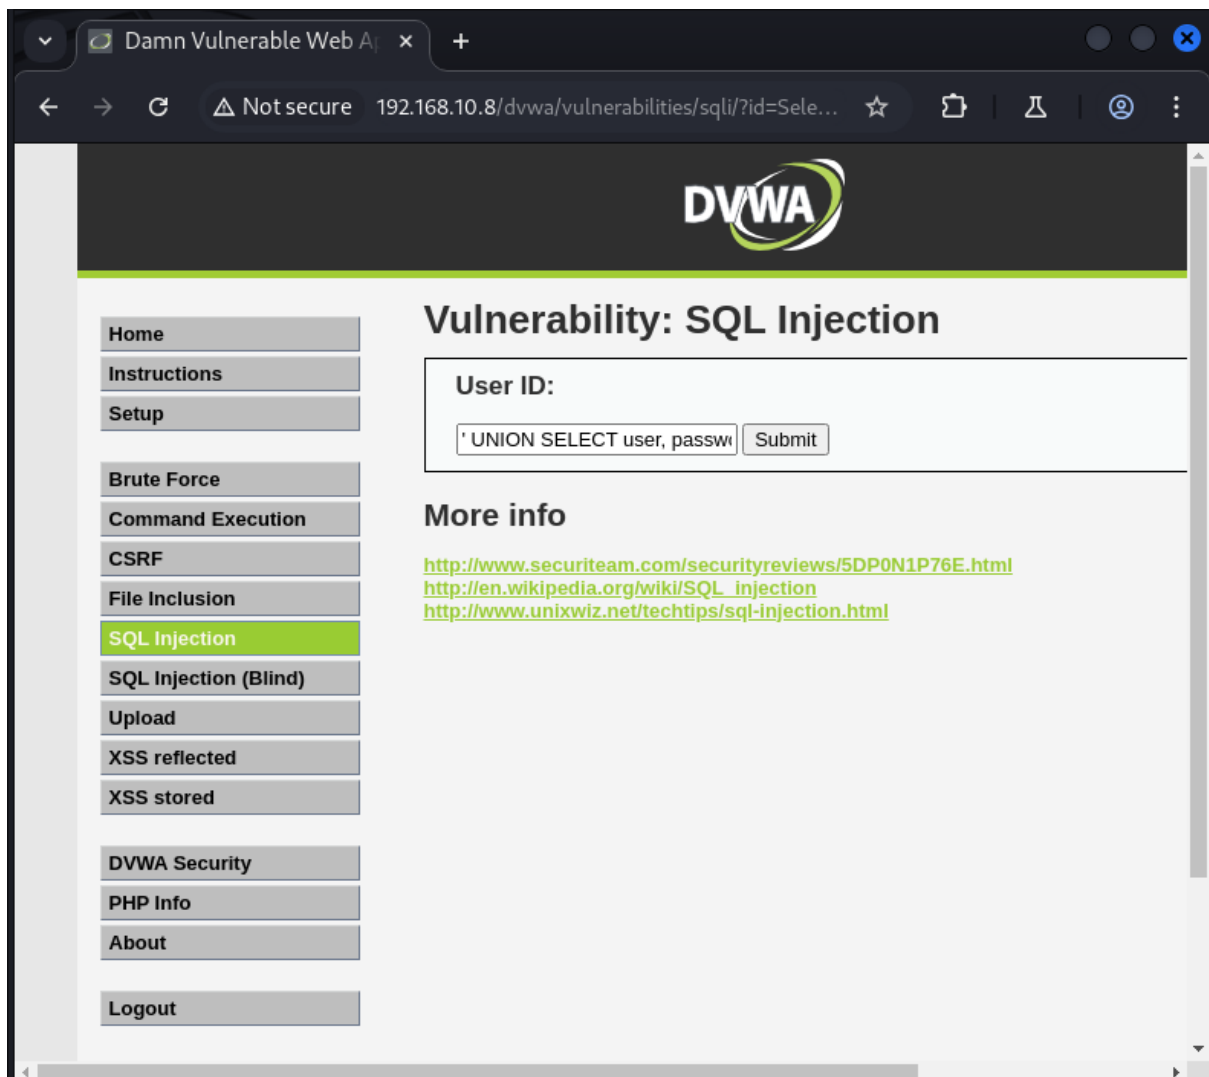 Damn Vulnerable Web A
Not secure 192.168.10.8/dvwa/vulnerabilities/sqli/?id=Sele...
DVWA
Home
Instructions
Setup
Brute Force
Command Execution
CSRF
File Inclusion
SQL Injection
SQL Injection (Blind)
Upload
XSS reflected
XSS stored
DVWA Security
PHP Info
About
Logout
Vulnerability: SQL Injection
User ID:
' UNION SELECT user, passw Submit
More info
http://www.securiteam.com/securityreviews/5DP0N1P76E.html
http://en.wikipedia.org/wiki/SQL_injection
http://www.unixwiz.net/techtips/sql-injection.html